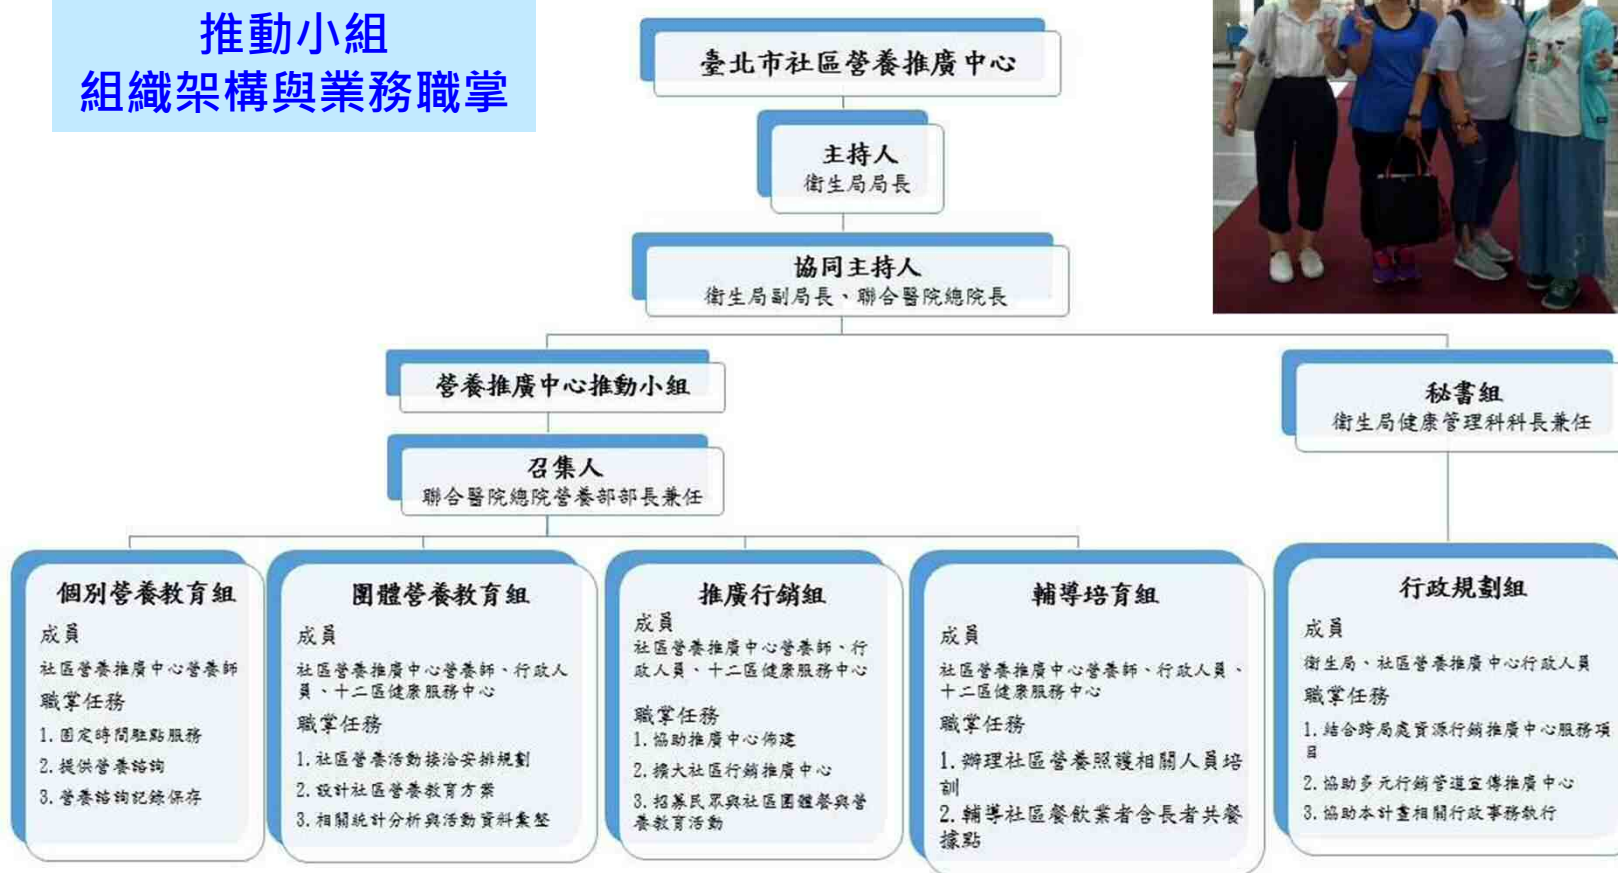 推動小組
組織架構與業務職掌
臺北市社區營養推廣中心
主持人
衛生局局長
協同主持人
衛生局副局長、聯合醫院總院長
營養推廣中心推動小組
召集人
聯合醫院總院營養部部長兼任
秘書組
衛生局健康管理科科長兼任
個別營養教育組
成員
社區營養推廣中心營養師
職掌任務
1.固定時間駐點服務
2.提供營養諮詢
3.營養諮詢記錄保存
團體營養教育組
成員
社區營養推廣中心營養師、行政人
員、十二區健康服務中心
職掌任務
1.社區營養活動接洽安排規劃
2.設計社區營養教育方案
3.相關統計分析與活動資料彙整
推廣行銷組
成員
社區營養推廣中心營養師、行
政人員、十二區健康服務中心
職掌任務
1.協助推廣中心佈建
2.擴大社區行銷推廣中心
3.招募民眾與社區團體餐與營
養教育活動
輔導培育組
成員
社區營養推廣中心營養師、行政人員、
十二區健康服務中心
職掌任務
1.辦理社區營養照護相關人員培
訓
2.輔導社區餐飲業者含長者共餐
據點
行政規劃組
成員
衛生局、社區營養推廣中心行政人員
職掌任務
1.結合跨局處資源行銷推廣中心服務項
目
2.協助多元行銷管道宣傳推廣中心
3.協助本計畫相關行政事務執行